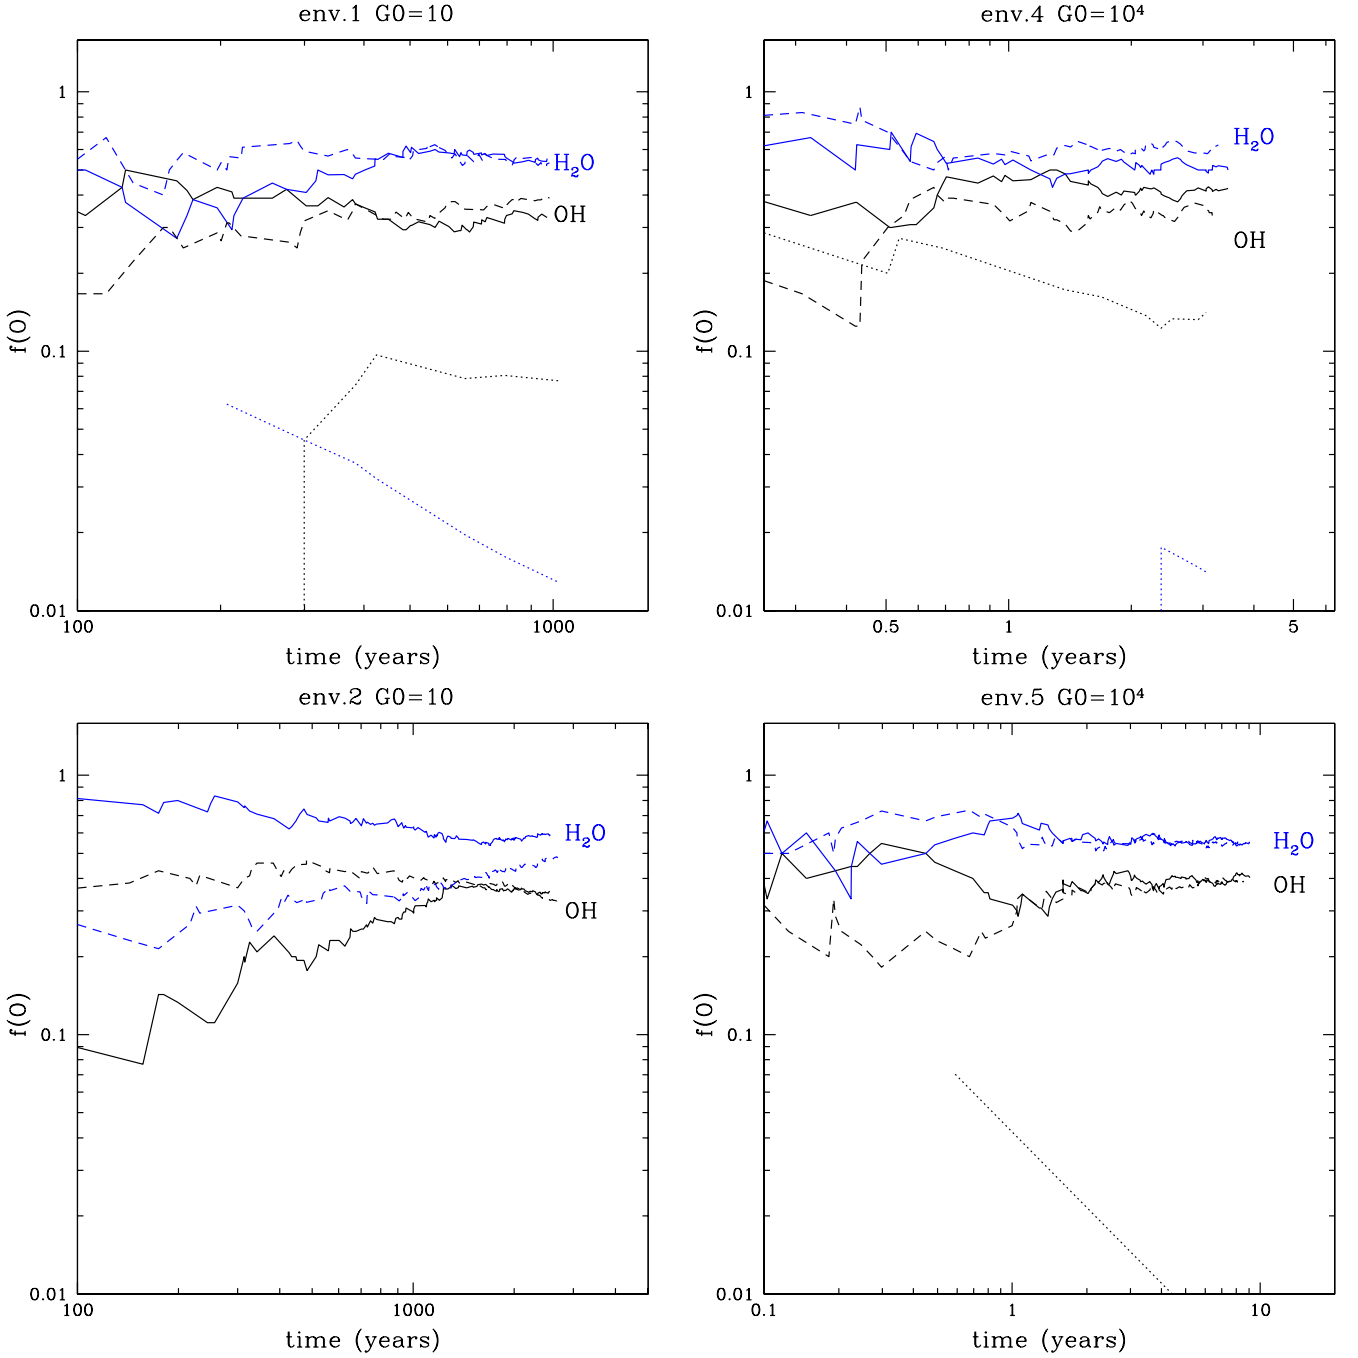 env.1 G0=10
1
0.1
0.01
f(O)
H₂O
OH
100
1000
time (years)
env.4 G0=10⁴
1
0.1
0.01
f(O)
H₂O
OH
0.5
1
5
time (years)
env.2 G0=10
1
0.1
0.01
f(O)
H₂O
OH
100
1000
time (years)
env.5 G0=10⁴
1
0.1
0.01
f(O)
H₂O
OH
0.1
1
10
time (years)